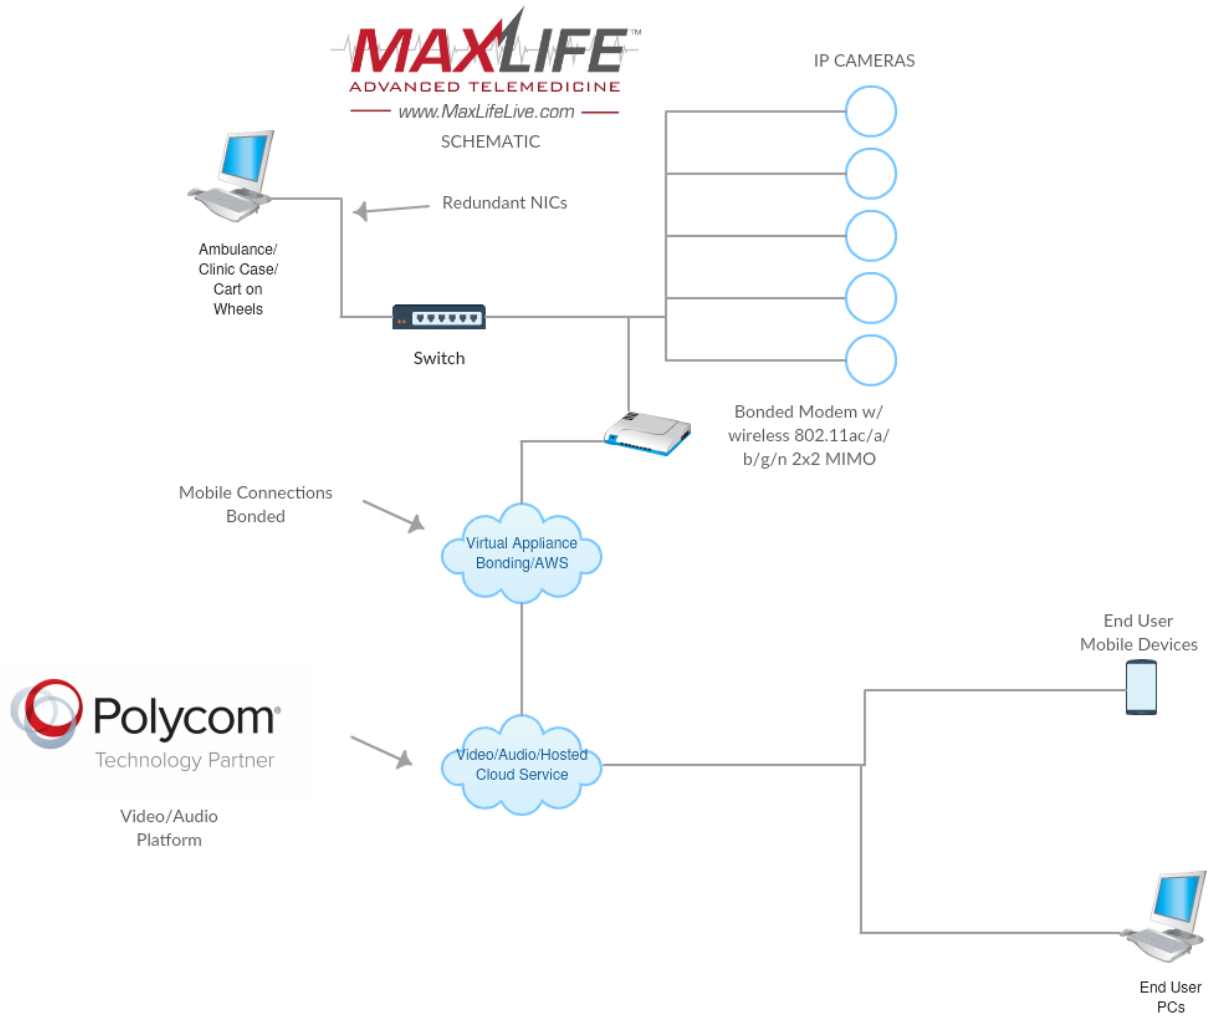 MAXLIFE™
ADVANCED TELEMEDICINE
www.MaxLifeLive.com
SCHEMATIC
IP CAMERAS
Redundant NICs
Ambulance/
Clinic Case/
Cart on
Wheels
Switch
Bonded Modem w/
wireless 802.11ac/a/
b/g/n 2x2 MIMO
Mobile Connections
Bonded
Virtual Appliance
Bonding/AWS
End User
Mobile Devices
Polycom®
Technology Partner
Video/Audio
Platform
Video/Audio/Hosted
Cloud Service
End User
PCs